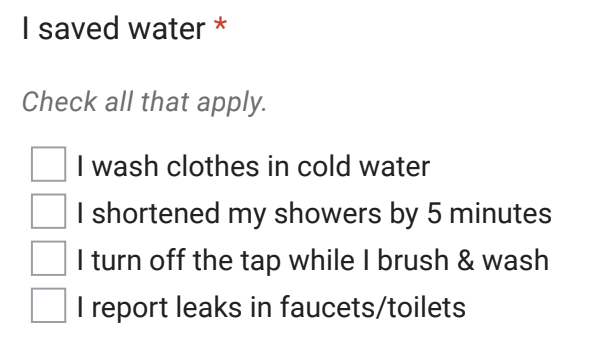 I saved water *
Check all that apply.
I wash clothes in cold water
I shortened my showers by 5 minutes
I turn off the tap while I brush & wash
I report leaks in faucets/toilets